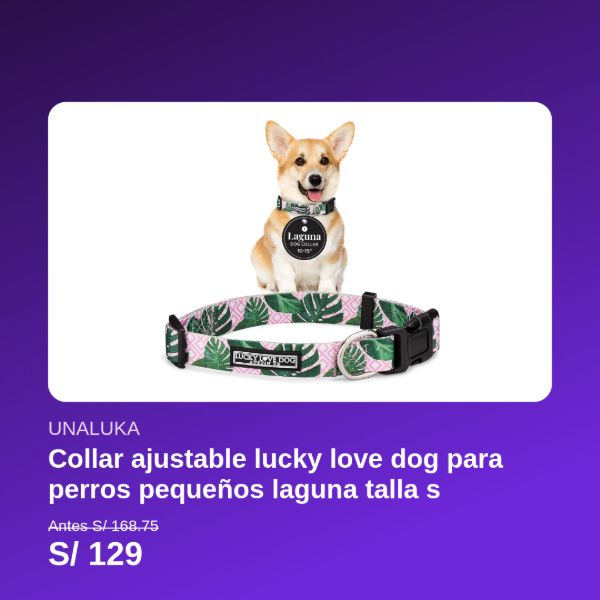 Laguna
DOG COLLAR
10-15"
LUCKY LOVE DOG
UNALUKA
Collar ajustable lucky love dog para
perros pequeños laguna talla s
Antes S/ 168.75
S/ 129